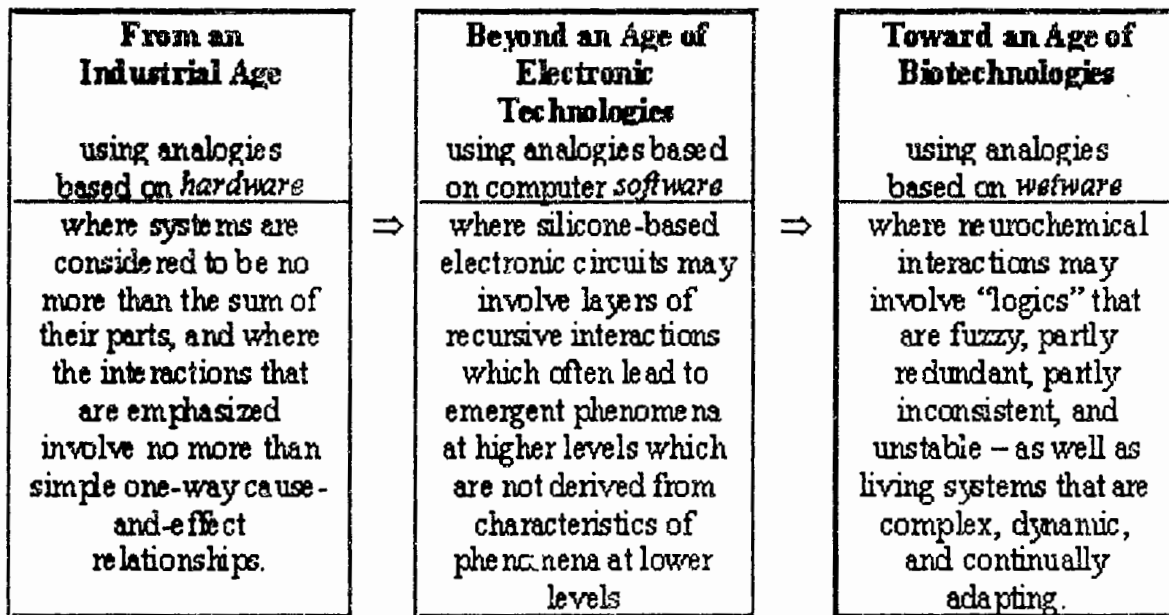 From an
Industrial Age
using analogies
based on hardware
where systems are
considered to be no
more than the sum of
their parts, and where
the interactions that
are emphasized
involve no more than
simple one-way cause-
and-effect
relationships.
⇒
Beyond an Age of
Electronic
Technologies
using analogies based
on computer software
where silicone-based
electronic circuits may
involve layers of
recursive interactions
which often lead to
emergent phenomena
at higher levels which
are not derived from
characteristics of
phenomena at lower
levels
⇒
Toward an Age of
Biotechnologies
using analogies
based on wetware
where neurochemical
interactions may
involve “logics” that
are fuzzy, partly
redundant, partly
inconsistent, and
unstable – as well as
living systems that are
complex, dynamic,
and continually
adapting.